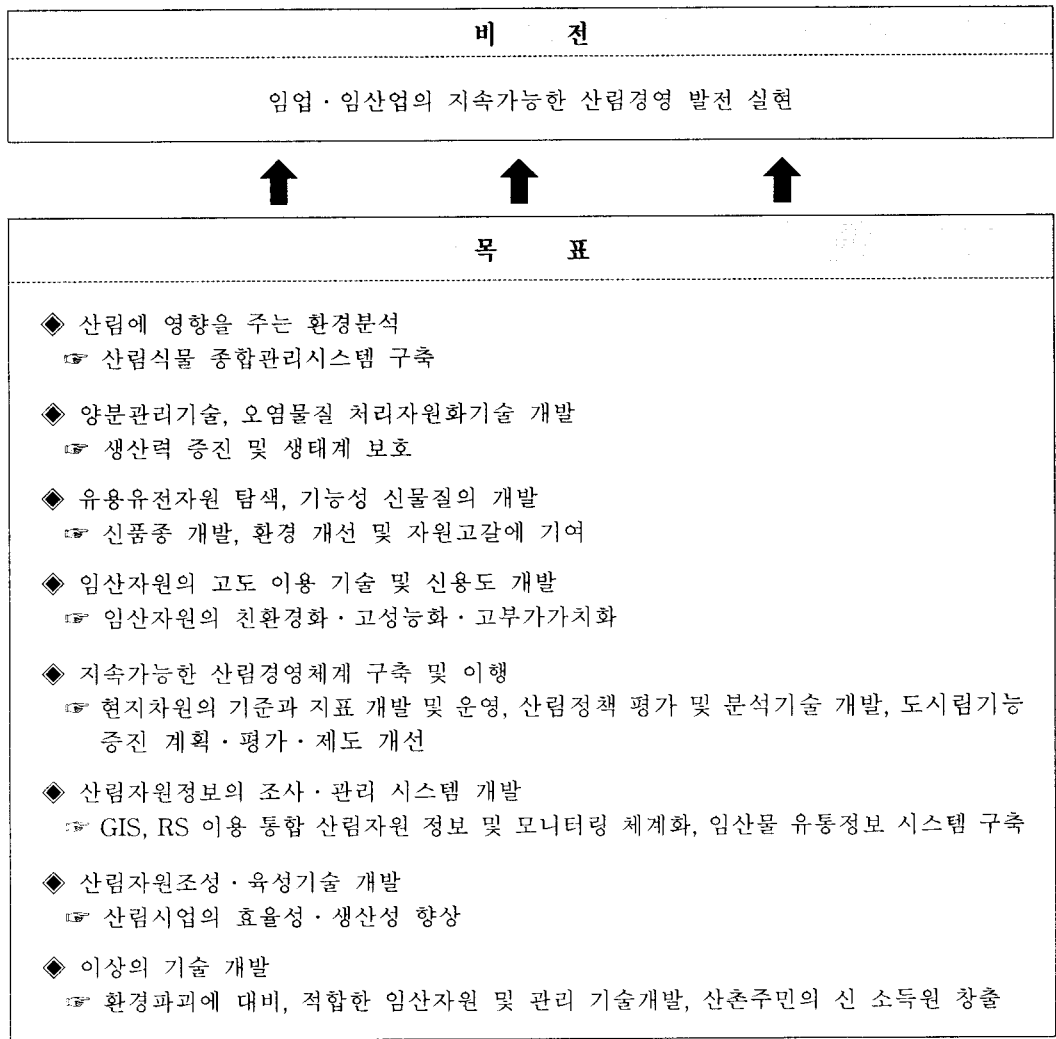 비 전
임업 · 임산업의 지속가능한 산림경영 발전 실현
목 표
◈ 산림에 영향을 주는 환경분석
☞ 산림식물 종합관리시스템 구축
◈ 양분관리기술, 오염물질 처리자원화기술 개발
☞ 생산력 증진 및 생태계 보호
◈ 유용유전자원 탐색, 기능성 신물질의 개발
☞ 신품종 개발, 환경 개선 및 자원고갈에 기여
◈ 임산자원의 고도 이용 기술 및 신용도 개발
☞ 임산자원의 친환경화 · 고성능화 · 고부가가치화
◈ 지속가능한 산림경영체계 구축 및 이행
☞ 현지차원의 기준과 지표 개발 및 운영, 산림정책 평가 및 분석기술 개발, 도시림기능
증진 계획 · 평가 · 제도 개선
◈ 산림자원정보의 조사 · 관리 시스템 개발
☞ GIS, RS 이용 통합 산림자원 정보 및 모니터링 체계화, 임산물 유통정보 시스템 구축
◈ 산림자원조성 · 육성기술 개발
☞ 산림시업의 효율성 · 생산성 향상
◈ 이상의 기술 개발
☞ 환경파괴에 대비, 적합한 임산자원 및 관리 기술개발, 산촌주민의 신 소득원 창출